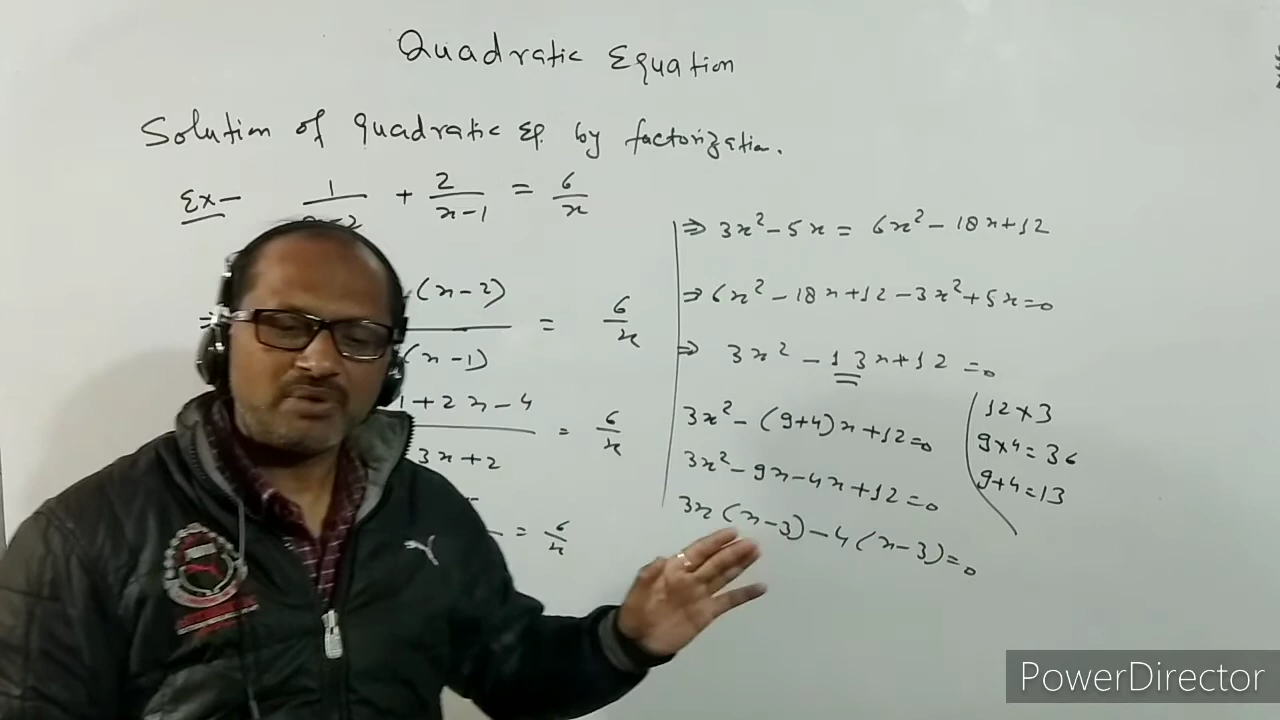 Quadratic Equation
Solution of quadratic Eq. by factorization.
Ex- 1/ + 2/(x-1) = 6/x
(x-2)
= 6/x
(x-1)
1+2x-4
= 6/x
3x+2
= 6/x
⇒ 3x²-5x = 6x²-18x+12
⇒ 6x²-18x+12-3x²+5x=0
⇒ 3x²-13x+12=0
3x²-(9+4)x+12=0
3x²-9x-4x+12=0
3x(x-3)-4(x-3)=0
12×3
9×4=36
9+4=13
PowerDirector